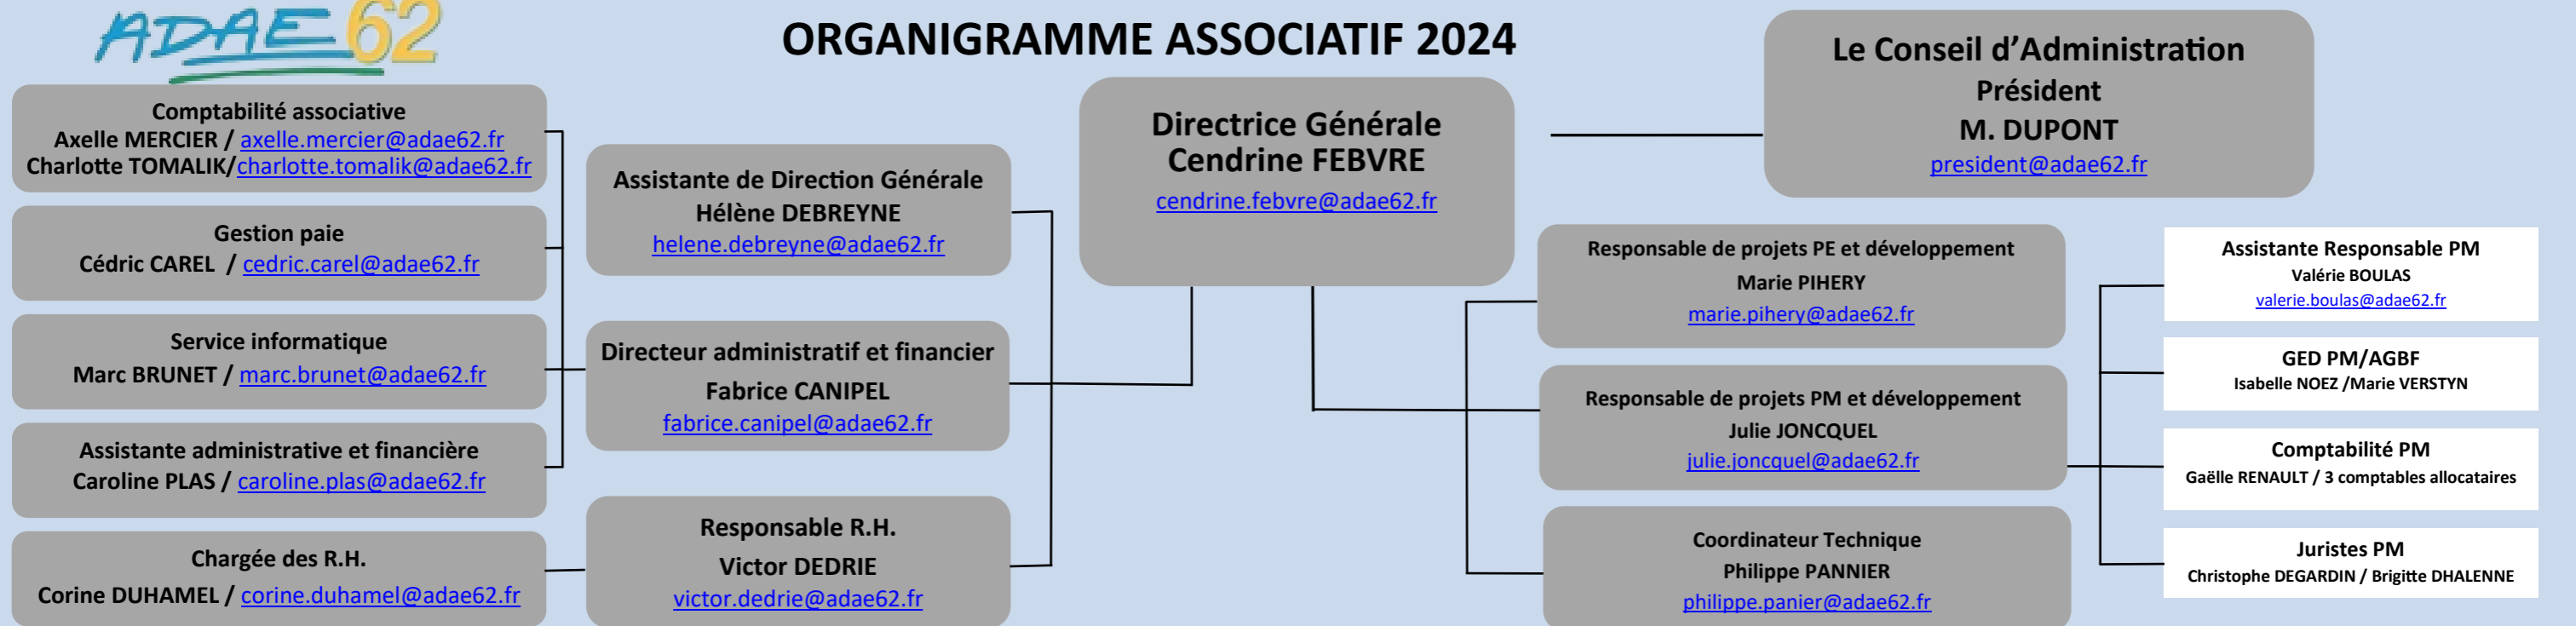 ADAE 62
ORGANIGRAMME ASSOCIATIF 2024
Le Conseil d'Administration
Président
M. DUPONT
president@adae62.fr
Directrice Générale
Cendrine FEBVRE
cendrine.febvre@adae62.fr
Comptabilité associative
Axelle MERCIER / axelle.mercier@adae62.fr
Charlotte TOMALIK/charlotte.tomalik@adae62.fr
Gestion paie
Cédric CAREL / cedric.carel@adae62.fr
Service informatique
Marc BRUNET / marc.brunet@adae62.fr
Assistante administrative et financière
Caroline PLAS / caroline.plas@adae62.fr
Chargée des R.H.
Corine DUHAMEL / corine.duhamel@adae62.fr
Assistante de Direction Générale
Hélène DEBREYNE
helene.debreyne@adae62.fr
Directeur administratif et financier
Fabrice CANIPEL
fabrice.canipel@adae62.fr
Responsable R.H.
Victor DEDRIE
victor.dedrie@adae62.fr
Responsable de projets PE et développement
Marie PIHERY
marie.pihery@adae62.fr
Responsable de projets PM et développement
Julie JONCQUEL
julie.joncquel@adae62.fr
Coordinateur Technique
Philippe PANNIER
philippe.panier@adae62.fr
Assistante Responsable PM
Valérie BOULAS
valerie.boulas@adae62.fr
GED PM/AGBF
Isabelle NOEZ /Marie VERSTYN
Comptabilité PM
Gaëlle RENAULT / 3 comptables allocataires
Juristes PM
Christophe DEGARDIN / Brigitte DHALENNE